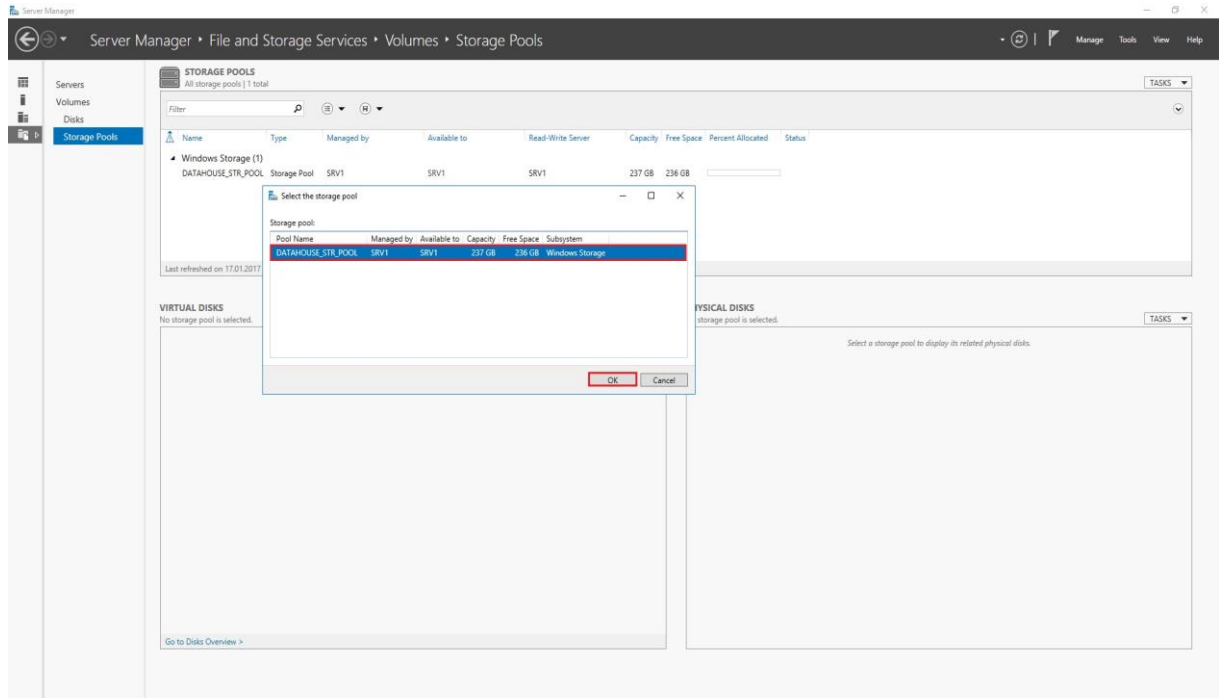 Server Manager
Server Manager ‣ File and Storage Services ‣ Volumes ‣ Storage Pools
Manage Tools View Help
Servers
Volumes
Disks
Storage Pools
STORAGE POOLS
All storage pools | 1 total
TASKS
Filter
Name Type Managed by Available to Read-Write Server Capacity Free Space Percent Allocated Status
Windows Storage (1)
DATAHOUSE_STR_POOL Storage Pool SRV1 SRV1 SRV1 237 GB 236 GB
Last refreshed on 17.01.2017
Select the storage pool
Storage pool:
Pool Name Managed by Available to Capacity Free Space Subsystem
DATAHOUSE_STR_POOL SRV1 SRV1 237 GB 236 GB Windows Storage
OK Cancel
VIRTUAL DISKS
No storage pool is selected.
Go to Disks Overview >
YSICAL DISKS
storage pool is selected.
TASKS
Select a storage pool to display its related physical disks.